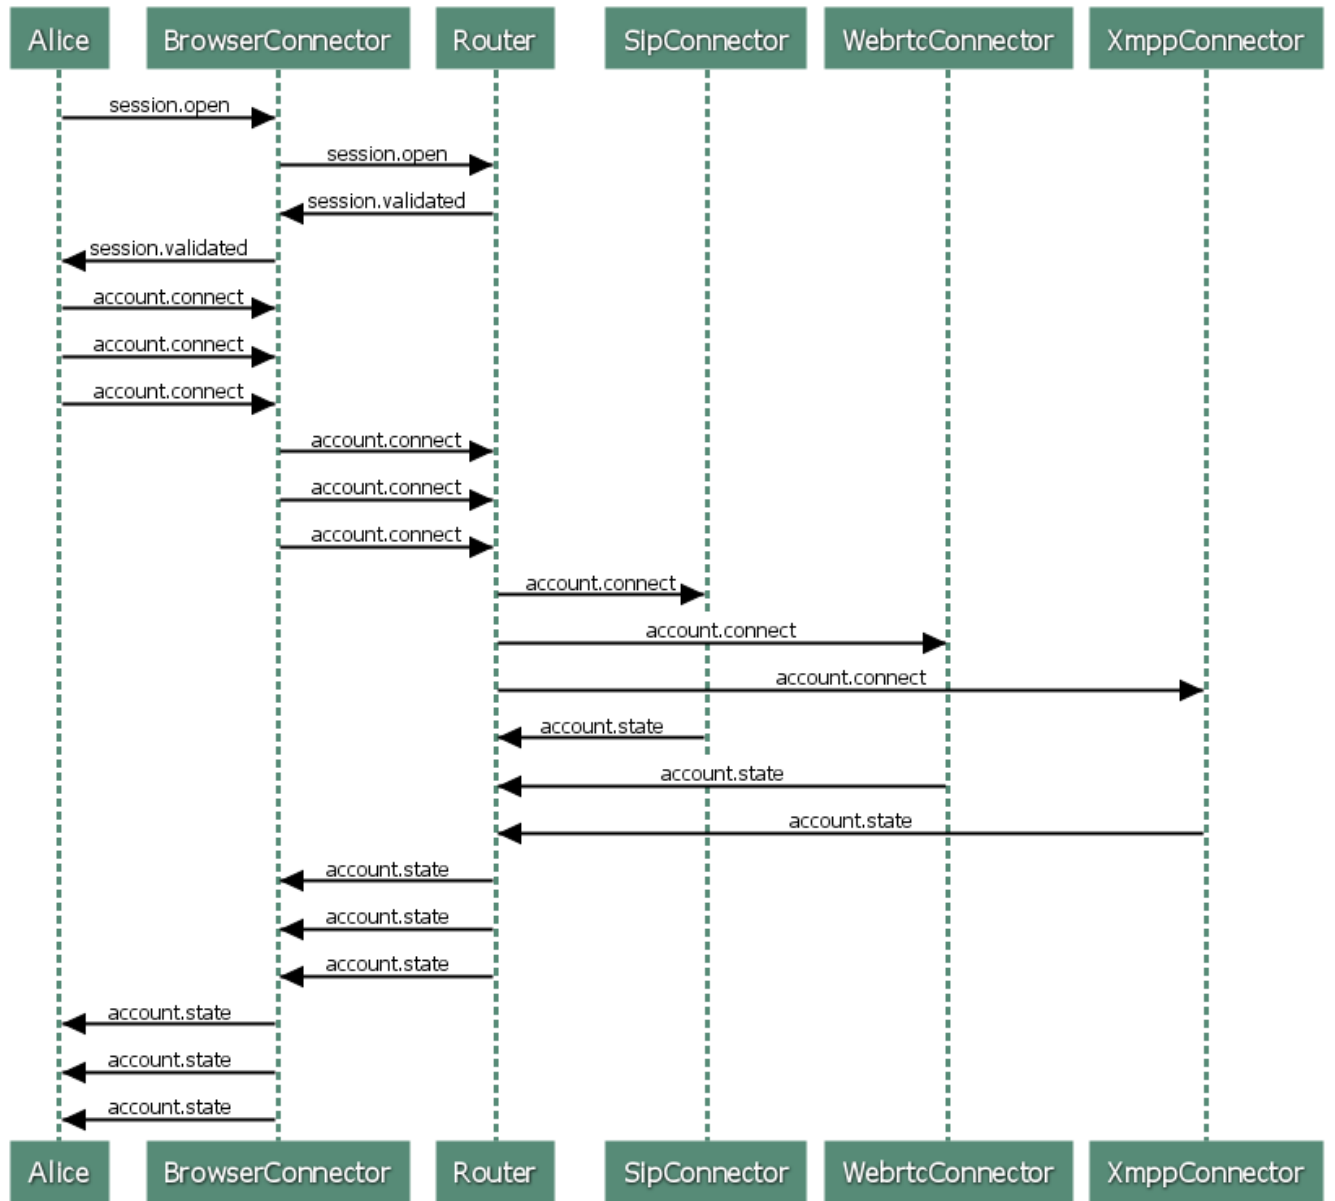 Alice BrowserConnector Router SipConnector WebrtcConnector XmppConnector
session.open
session.open
session.validated
session.validated
account.connect
account.connect
account.connect
account.connect
account.connect
account.connect
account.connect
account.connect
account.connect
account.state
account.state
account.state
account.state
account.state
account.state
account.state
account.state
account.state
Alice BrowserConnector Router SipConnector WebrtcConnector XmppConnector